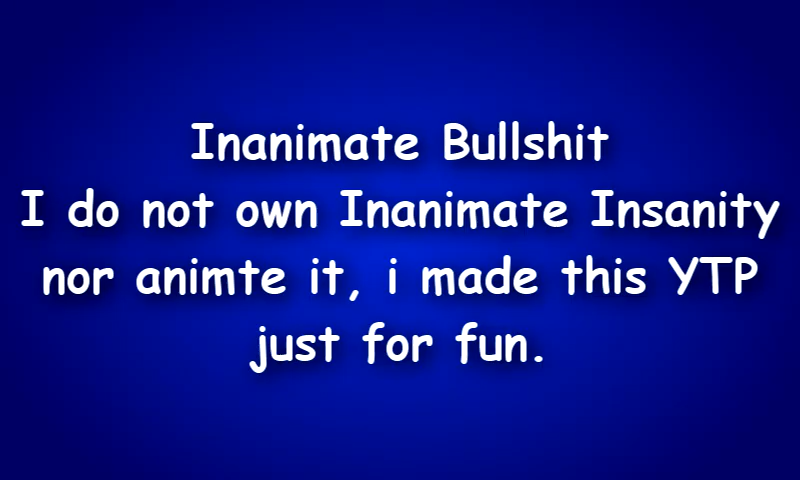 Inanimate Bullshit
I do not own Inanimate Insanity
nor animte it, i made this YTP
just for fun.